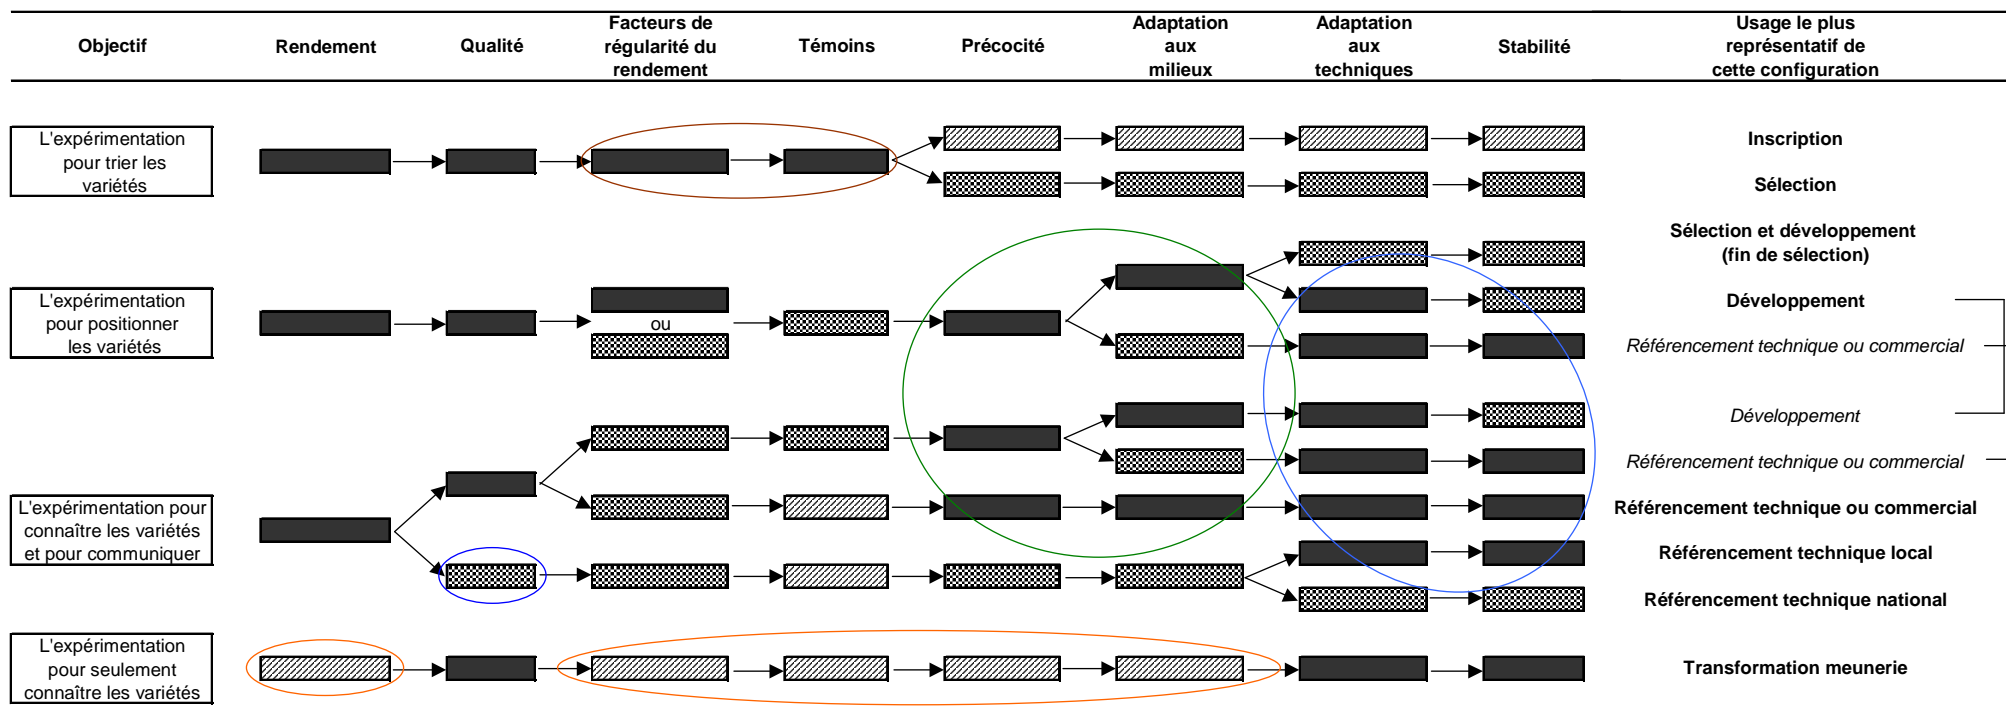 Objectif
Rendement
Qualité
Facteurs de
régularité du
rendement
Témoins
Précocité
Adaptation
aux
milieux
Adaptation
aux
techniques
Stabilité
Usage le plus
représentatif de
cette configuration
L'expérimentation
pour trier les
variétés
Inscription
Sélection
L'expérimentation
pour positionner
les variétés
ou
Sélection et développement
(fin de sélection)
Développement
Référencement technique ou commercial
L'expérimentation pour
connaître les variétés
et pour communiquer
Développement
Référencement technique ou commercial
Référencement technique ou commercial
Référencement technique local
Référencement technique national
L'expérimentation
pour seulement
connaître les variétés
Transformation meunerie